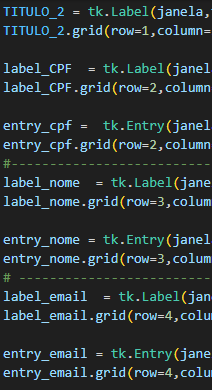 TITULO_2 = tk.Label(janela,
TITULO_2.grid(row=1,column=
label_CPF  = tk.Label(janel
label_CPF.grid(row=2,column
entry_cpf =  tk.Entry(janel
entry_cpf.grid(row=2,column
#--------------------------
label_nome  = tk.Label(jane
label_nome.grid(row=3,colum
entry_nome = tk.Entry(janel
entry_nome.grid(row=3,colum
# -------------------------
label_email  = tk.Label(jan
label_email.grid(row=4,colu
entry_email = tk.Entry(jane
entry_email.grid(row=4,colu